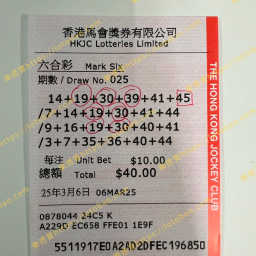 香港馬會獎券有限公司
HKJC Lotteries Limited
六合彩 Mark Six
期數 / Draw No. 025
14+19+30+39+41+45
/7+14+19+30+41+44
/9+16+19+30+40+41
/3+7+35+36+40+44
每注 Unit Bet $10.00
總額 Total $40.00
25年3月6日 06MAR25
0878044 24C5 K
A229D EC658 FFE01 1E9F
5511917E0A2AD2DFEC196850
THE HONG KONG JOCKEY CLUB